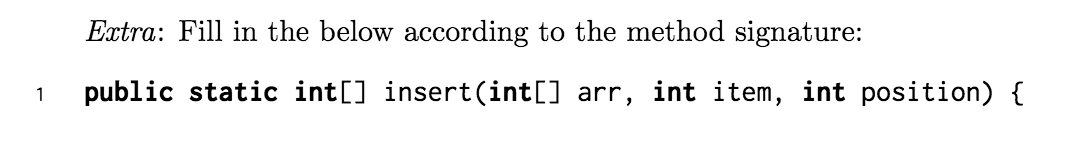 Extra: Fill in the below according to the method signature:
1 public static int[] insert(int[] arr, int item, int position) {